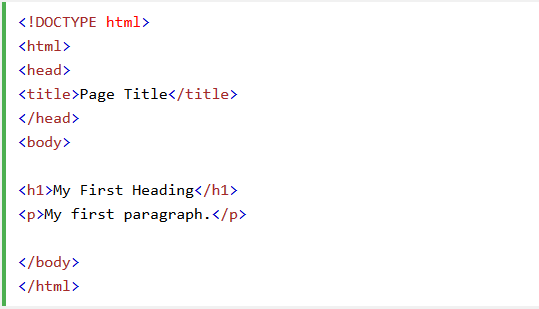 <!DOCTYPE html>
<html>
<head>
<title>Page Title</title>
</head>
<body>
<h1>My First Heading</h1>
<p>My first paragraph.</p>
</body>
</html>